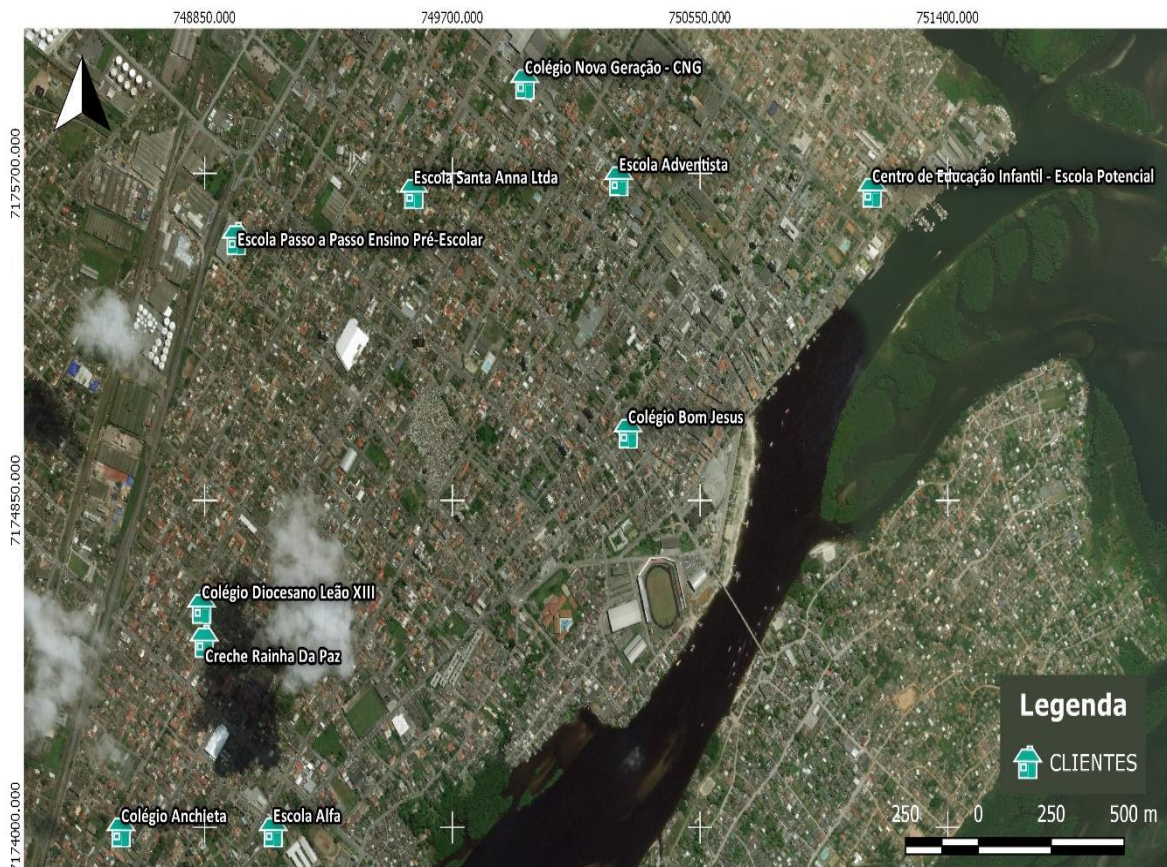 748850.000 749700.000 750550.000 751400.000
Colégio Nova Geração - CNG
7175700.000
Escola Santa Anna Ltda
Escola Adventista
Centro de Educação Infantil - Escola Potencial
Escola Passo a Passo Ensino Pré-Escolar
Colégio Bom Jesus
7174850.000
Colégio Diocesano Leão XIII
Creche Rainha Da Paz
Legenda
CLIENTES
Colégio Anchieta
Escola Alfa
7174000.000
250 0 250 500 m